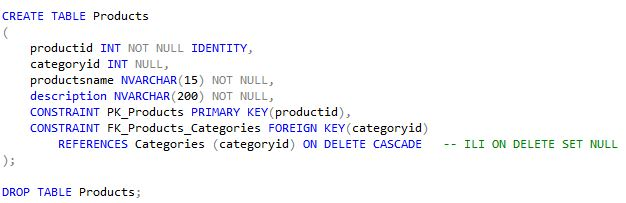 CREATE TABLE Products
(
productid INT NOT NULL IDENTITY,
categoryid INT NULL,
productsname NVARCHAR(15) NOT NULL,
description NVARCHAR(200) NOT NULL,
CONSTRAINT PK_Products PRIMARY KEY(productid),
CONSTRAINT FK_Products_Categories FOREIGN KEY(categoryid)
REFERENCES Categories (categoryid) ON DELETE CASCADE -- ILI ON DELETE SET NULL
);
DROP TABLE Products;